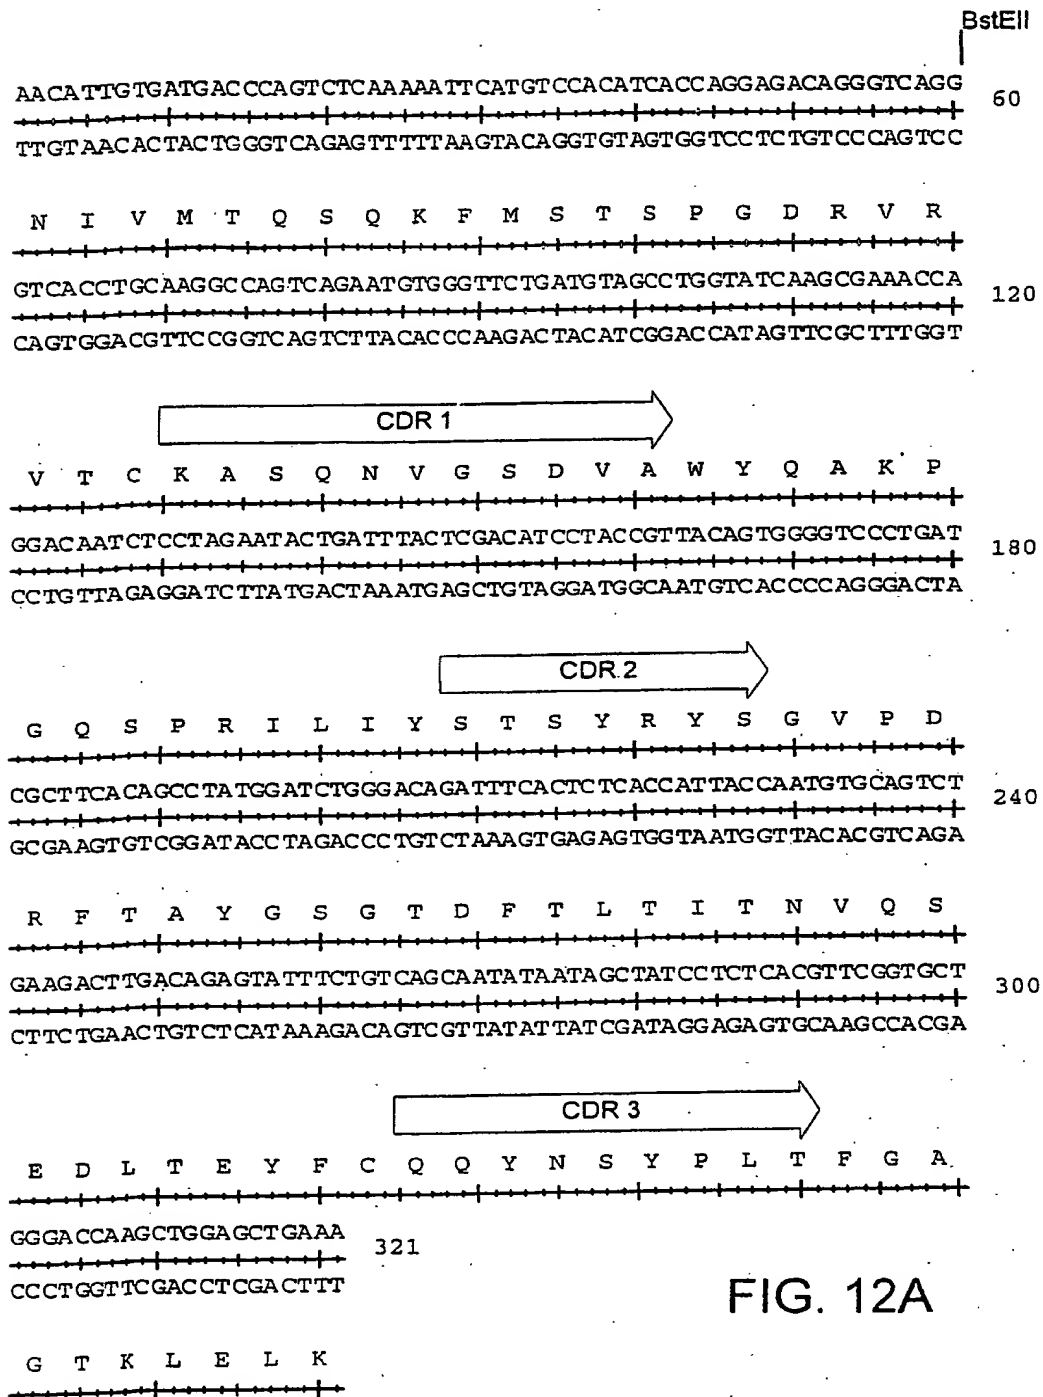 BstEII
AACATTGTGATGACCCAGTCTCAAAAATTCATGTCCACATCACCAGGAGACAGGGTCAGG
60
TTGTAACACTACTGGGTCAGAGTTTTTAAGTACAGGTGTAGTGGTCCTCTGTCCCAGTCC
N I V M T Q S Q K F M S T S P G D R V R
GTCACCTGCAAGGCCAGTCAGAATGTGGGTTCTGATGTAGCCTGGTATCAAGCGAAACCA
120
CAGTGGACGTTCCGGTCAGTCTTACACCCAAGACTACATCGGACCATAGTTCGCTTTGGT
CDR 1
V T C K A S Q N V G S D V A W Y Q A K P
GGACAATCTCCTAGAATACTGATTTACTCGACATCCTACCGTTACAGTGGGGTCCCTGAT
180
CCTGTTAGAGGATCTTATGACTAAATGAGCTGTAGGATGGCAATGTCACCCCAGGGACTA
CDR 2
G Q S P R I L I Y S T S Y R Y S G V P D
CGCTTCACAGCCTATGGATCTGGGACAGATTTCACTCTCACCATTACCAATGTGCAGTCT
240
GCGAAGTGTCGGATACCTAGACCCTGTCTAAAGTGAGAGTGGTAATGGTTACACGTCAGA
R F T A Y G S G T D F T L T I T N V Q S
GAAGACTTGACAGAGTATTTCTGTCAGCAATATAATAGCTATCCTCTCACGTTCGGTGCT
300
CTTCTGAACTGTCTCATAAAGACAGTCGTTATATTATCGATAGGAGAGTGCAAGCCACGA
CDR 3
E D L T E Y F C Q Q Y N S Y P L T F G A
GGGACCAAGCTGGAGCTGAAA
321
CCCTGGTTCGACCTCGACTTT
FIG. 12A
G T K L E L K